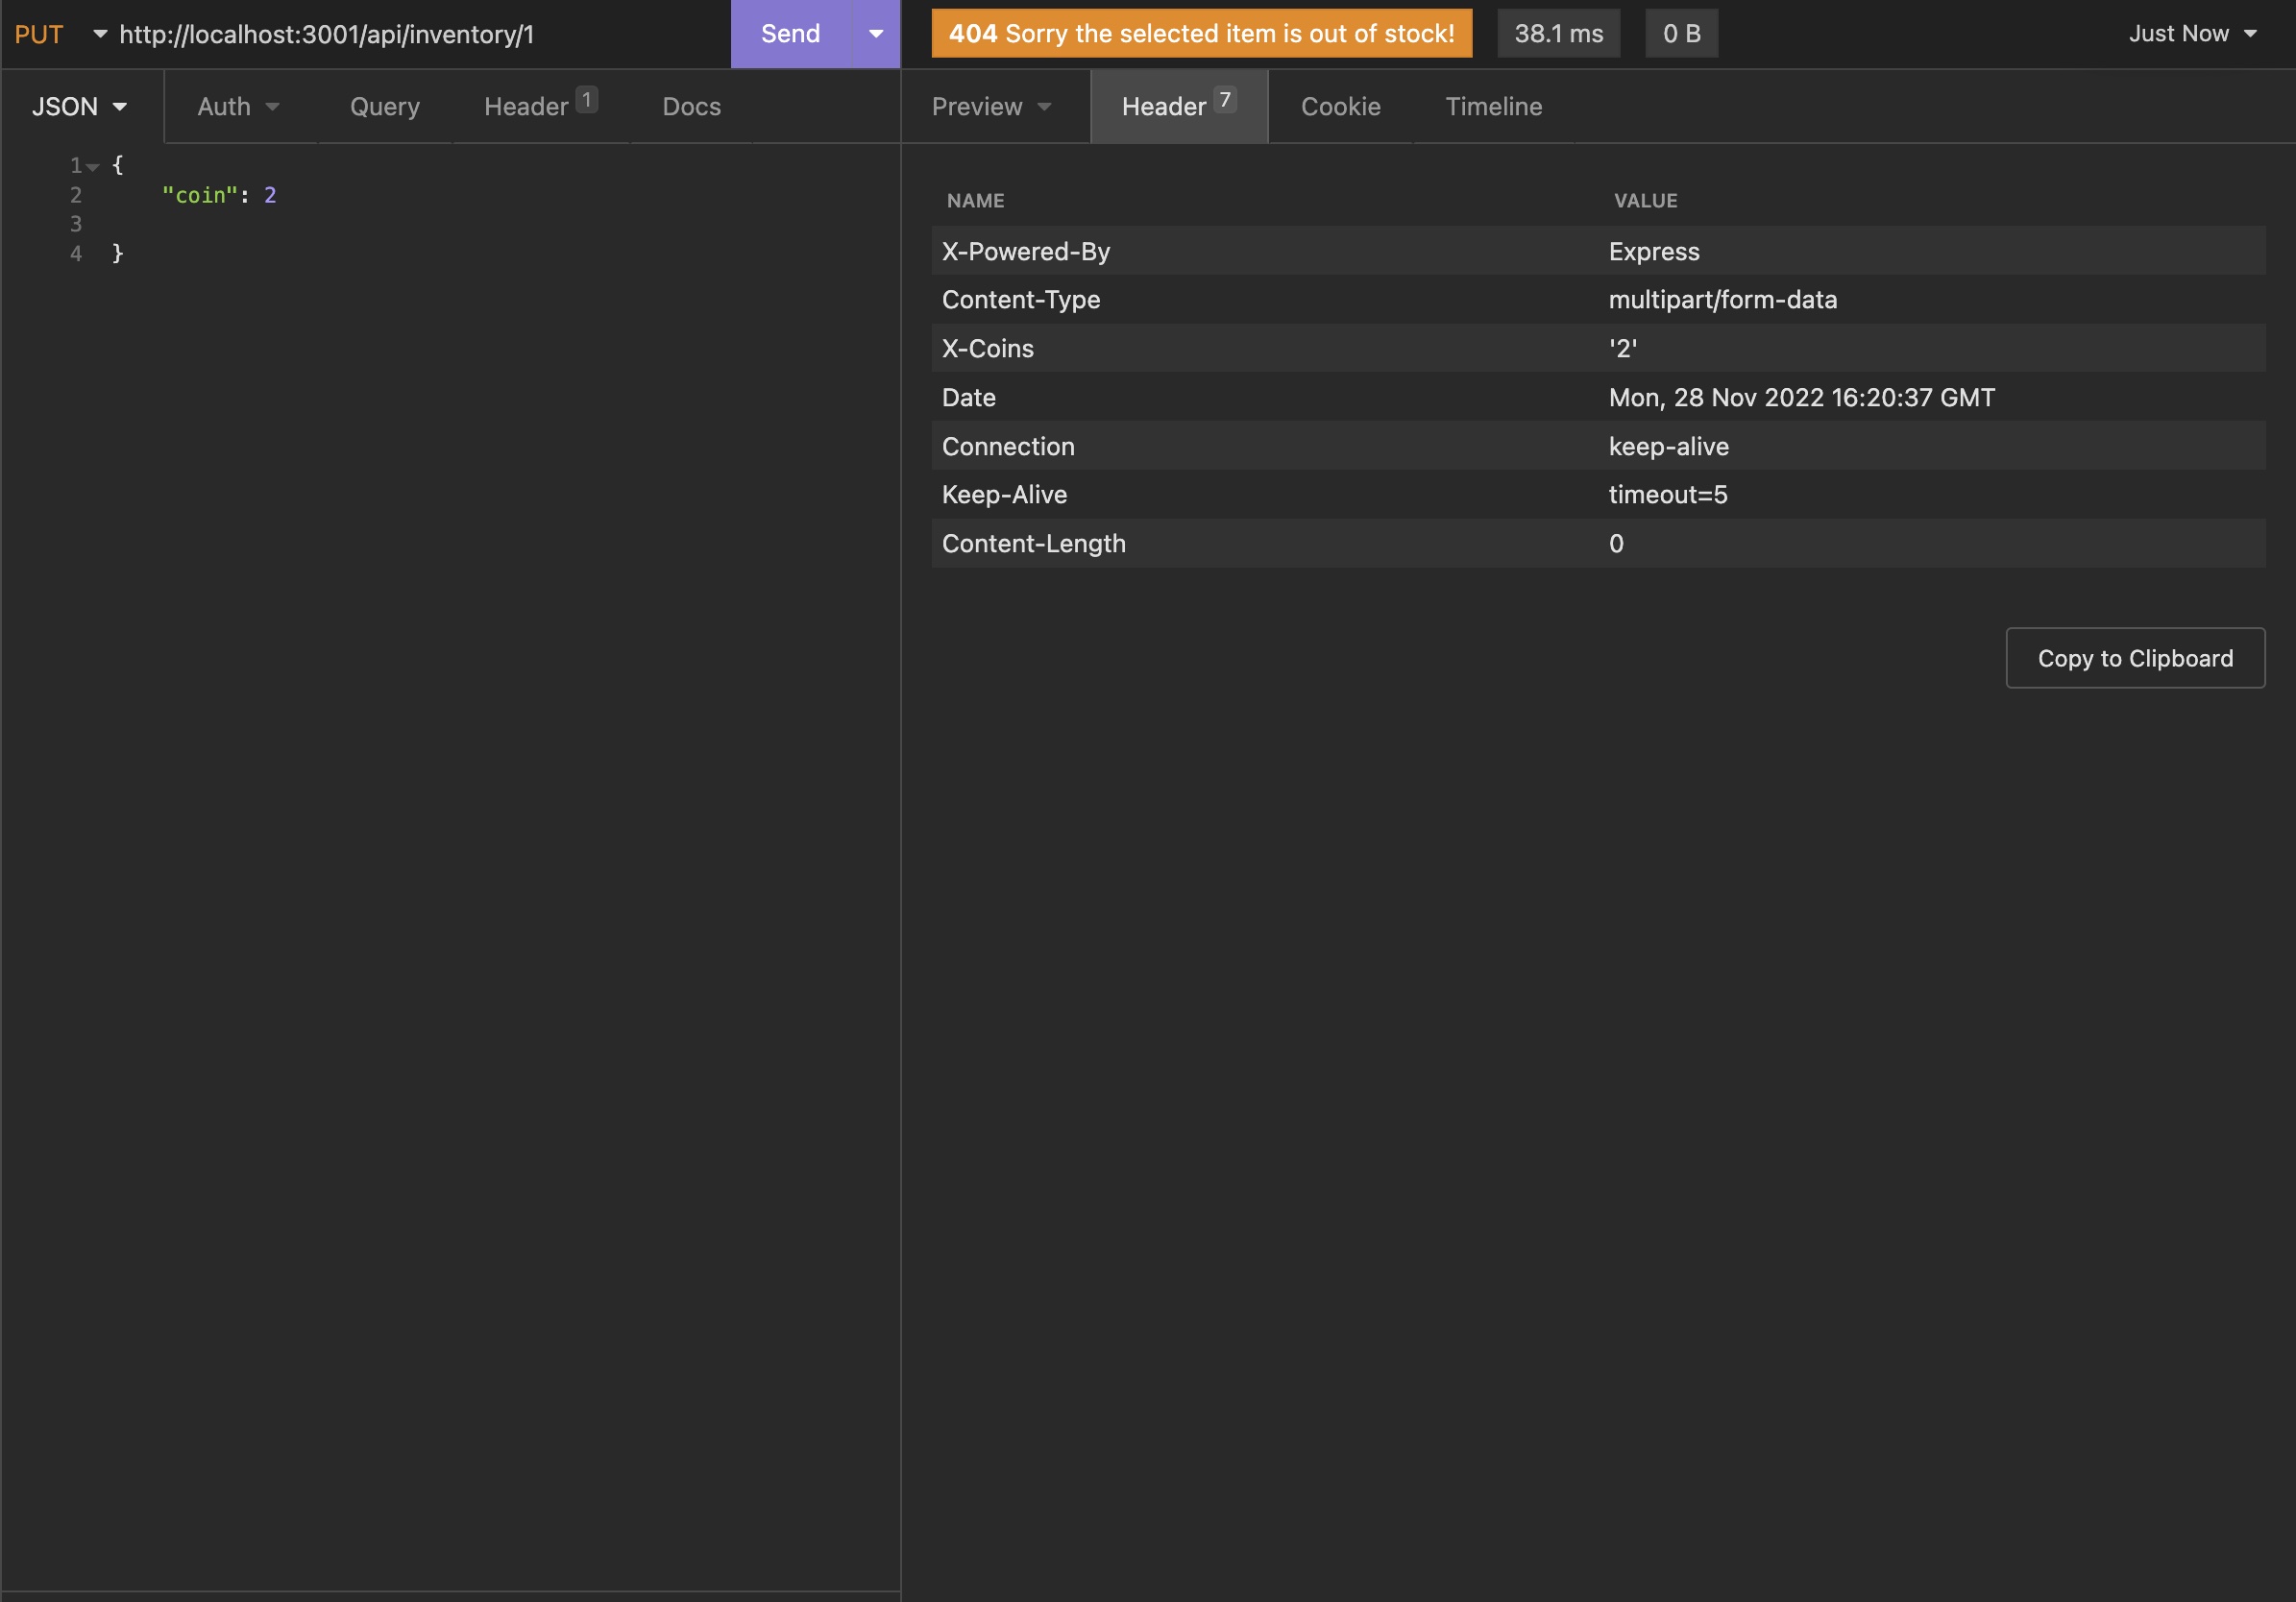 PUT http://localhost:3001/api/inventory/1 Send
404 Sorry the selected item is out of stock! 38.1 ms 0 B Just Now
JSON Auth Query Header 1 Docs
Preview Header 7 Cookie Timeline
1 {
2 "coin": 2
3
4 }
NAME VALUE
X-Powered-By Express
Content-Type multipart/form-data
X-Coins '2'
Date Mon, 28 Nov 2022 16:20:37 GMT
Connection keep-alive
Keep-Alive timeout=5
Content-Length 0
Copy to Clipboard